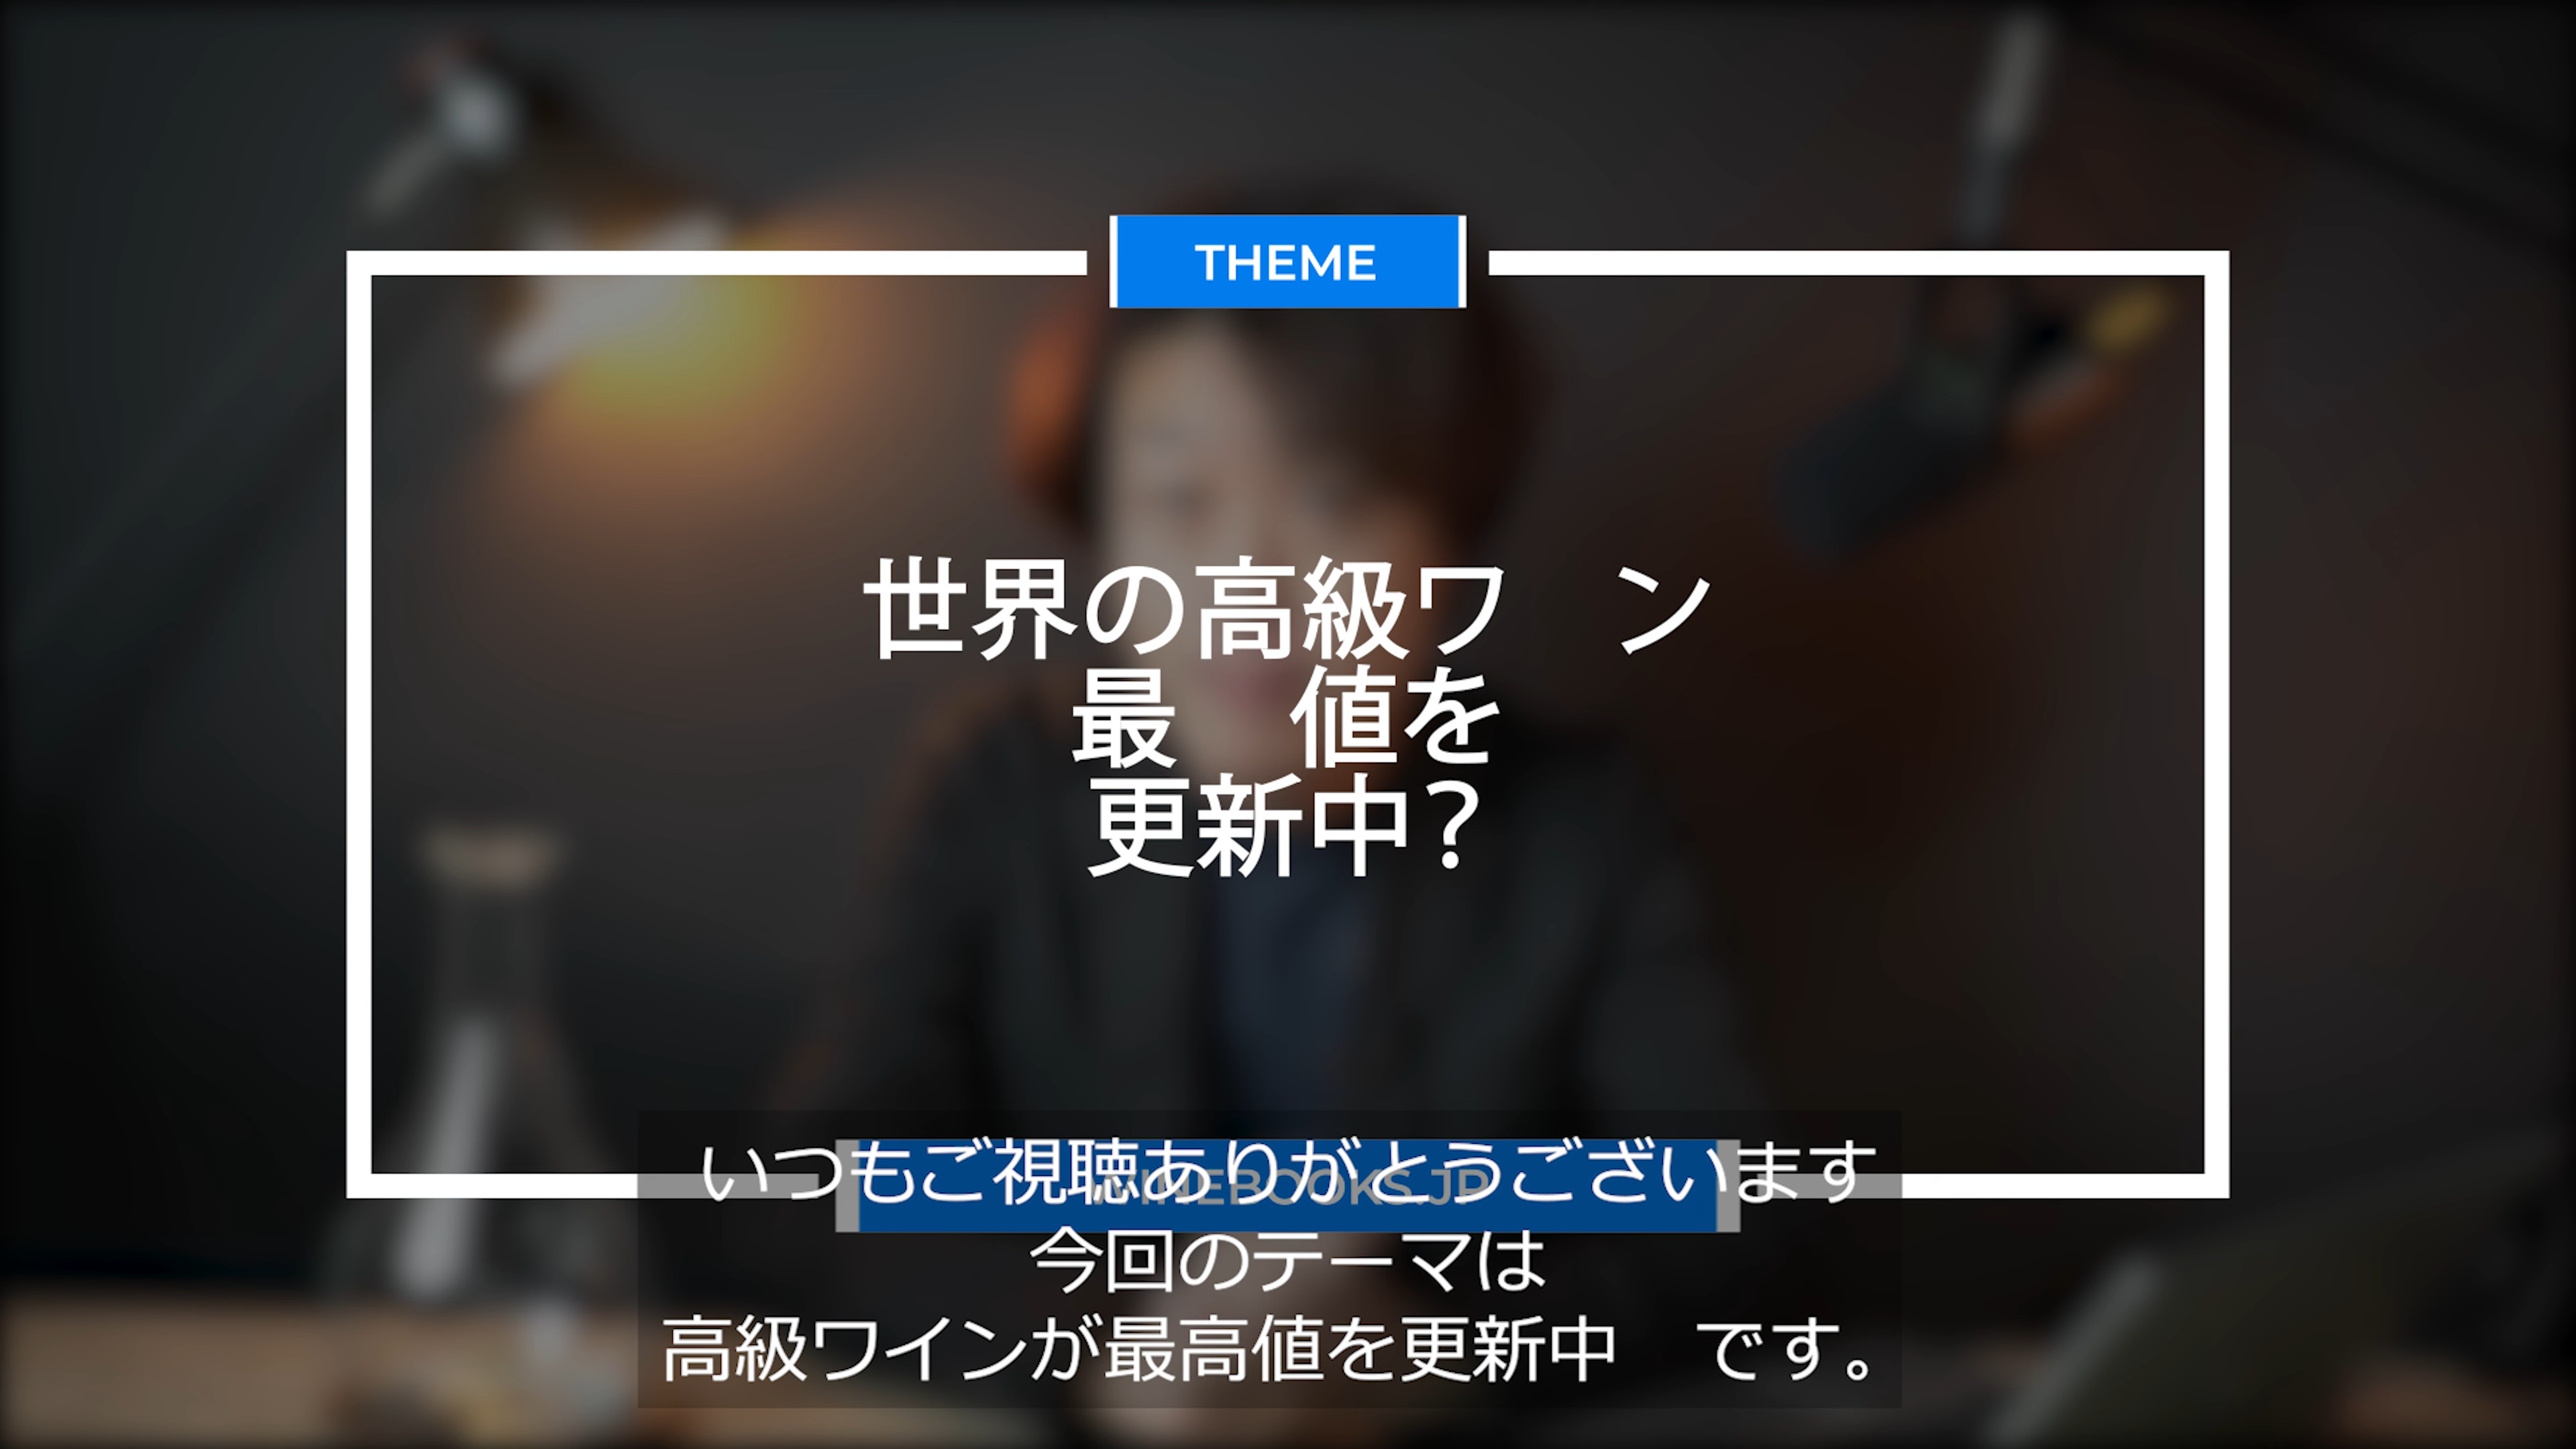 THEME
世界の高級ワ　ン
最　値を
更新中？
WINEBOOKS.JP
いつもご視聴ありがとうございます
今回のテーマは
高級ワインが最高値を更新中　です。